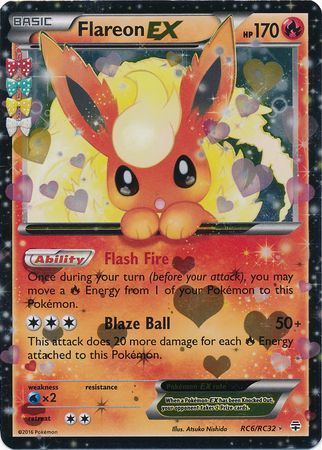 BASIC
Flareon EX HP 170
Ability Flash Fire
Once during your turn (before your attack), you may
move a Energy from 1 of your Pokémon to this
Pokémon.
Blaze Ball 50+
This attack does 20 more damage for each Energy
attached to this Pokémon.
weakness resistance
×2
Pokémon EX rule
When a Pokémon-EX has been Knocked Out,
your opponent takes 2 Prize cards.
retreat
©2016 Pokémon Illus. Atsuko Nishida RC6/RC32